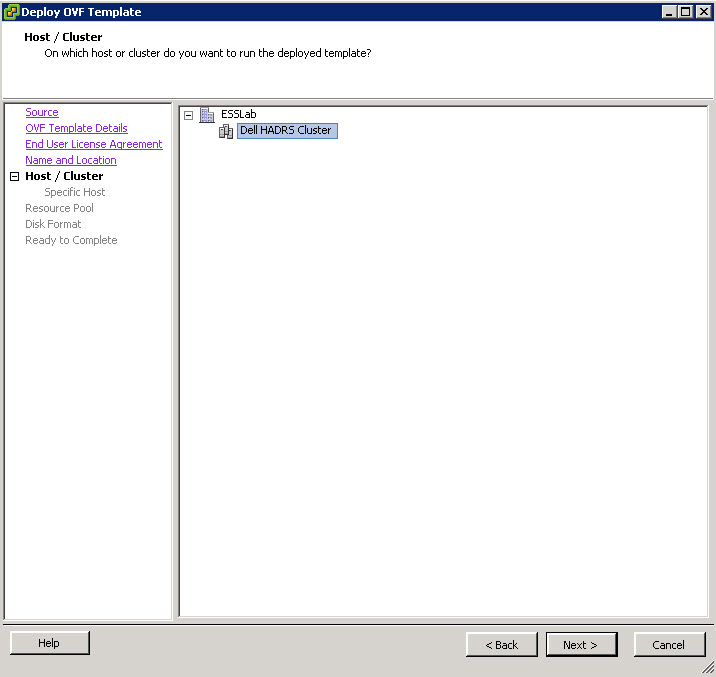 Deploy OVF Template
Host / Cluster
On which host or cluster do you want to run the deployed template?
Source
OVF Template Details
End User License Agreement
Name and Location
Host / Cluster
Specific Host
Resource Pool
Disk Format
Ready to Complete
ESSLab
Dell HADRS Cluster
Help
< Back
Next >
Cancel